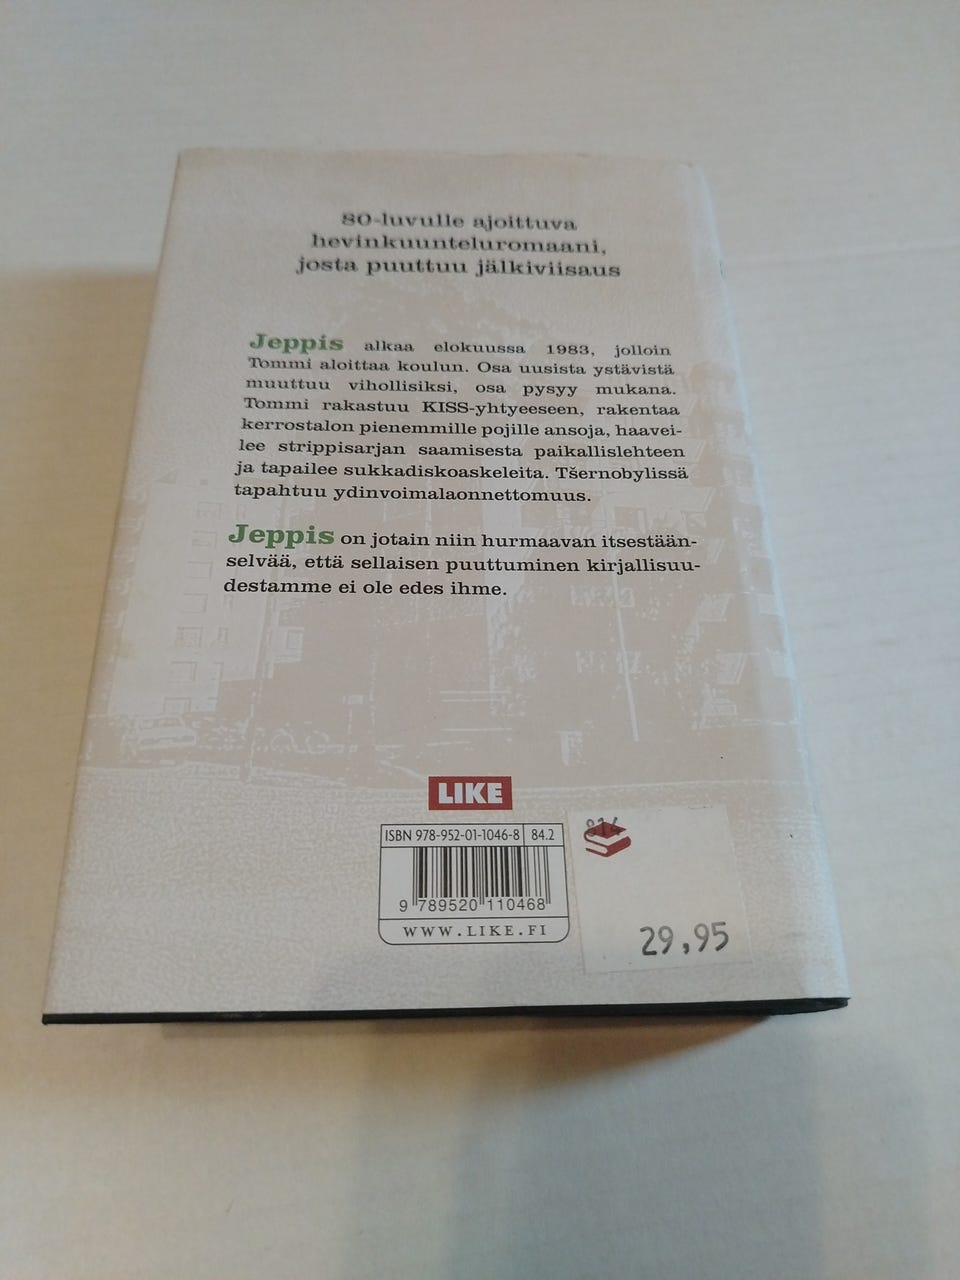 80-luvulle ajoittuva
hevinkuunteluromaani,
josta puuttuu jälkiviisaus
Jeppis alkaa elokuussa 1983, jolloin
Tommi aloittaa koulun. Osa uusista ystävistä
muuttuu vihollisiksi, osa pysyy mukana.
Tommi rakastuu KISS-yhtyeeseen, rakentaa
kerrostalon pienemmille pojille ansoja, haavei-
lee strippisarjan saamisesta paikallislehteen
ja tapailee sukkadiskoaskeleita. Tšernobylissä
tapahtuu ydinvoimalaonnettomuus.
Jeppis on jotain niin hurmaavan itsestään-
selvää, että sellaisen puuttuminen kirjallisuu-
destamme ei ole edes ihme.
LIKE
ISBN 978-952-01-1046-8 84.2
9 789520 110468
WWW.LIKE.FI
814
29,95